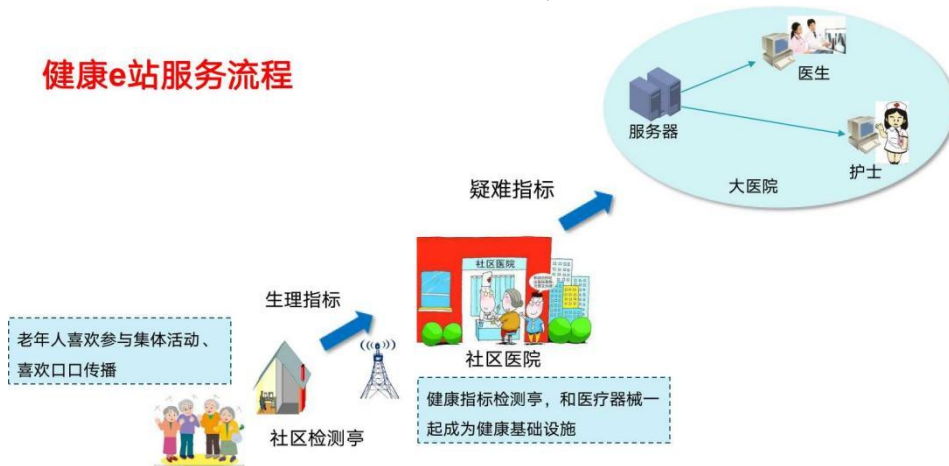 健康e站服务流程
医生
服务器
护士
大医院
疑难指标
社区医院
生理指标
老年人喜欢参与集体活动、
喜欢口口传播
社区医院
社区检测亭
健康指标检测亭，和医疗器械一
起成为健康基础设施